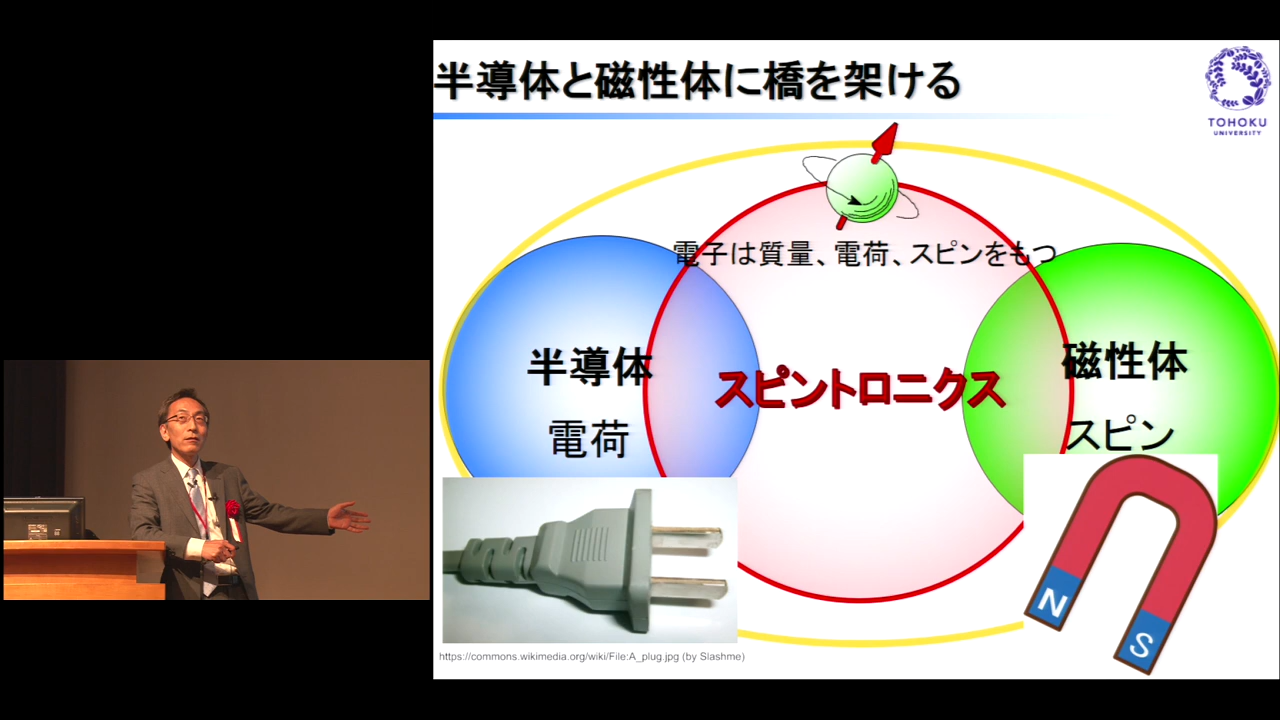 半導体と磁性体に橋を架ける
TOHOKU
UNIVERSITY
電子は質量、電荷、スピンをもつ
半導体
電荷
スピントロニクス
磁性体
スピン
N
S
https://commons.wikimedia.org/wiki/File:A_plug.jpg (by Slashme)